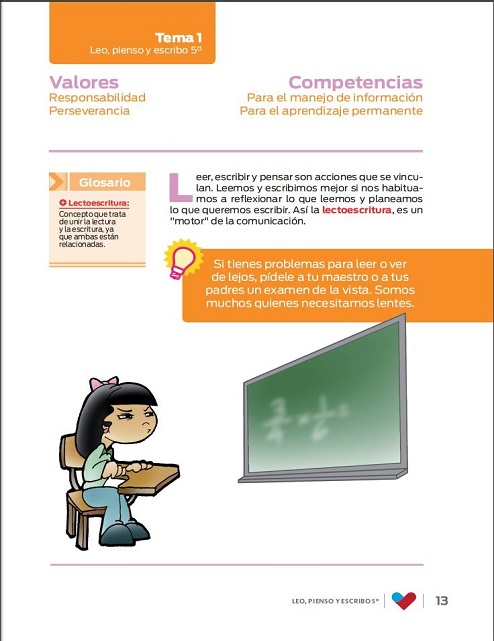 Tema 1
Leo, pienso y escribo 5º
Valores
Responsabilidad
Perseverancia
Competencias
Para el manejo de información
Para el aprendizaje permanente
Glosario
Lectoescritura:
Concepto que trata
de unir la lectura
y la escritura, ya
que ambas están
relacionadas.
Leer, escribir y pensar son acciones que se vincu-
lan. Leemos y escribimos mejor si nos habitua-
mos a reflexionar lo que leemos y planeamos
lo que queremos escribir. Así la lectoescritura, es un
"motor" de la comunicación.
Si tienes problemas para leer o ver
de lejos, pídele a tu maestro o a tus
padres un examen de la vista. Somos
muchos quienes necesitamos lentes.
LEO, PIENSO Y ESCRIBO 5º
13